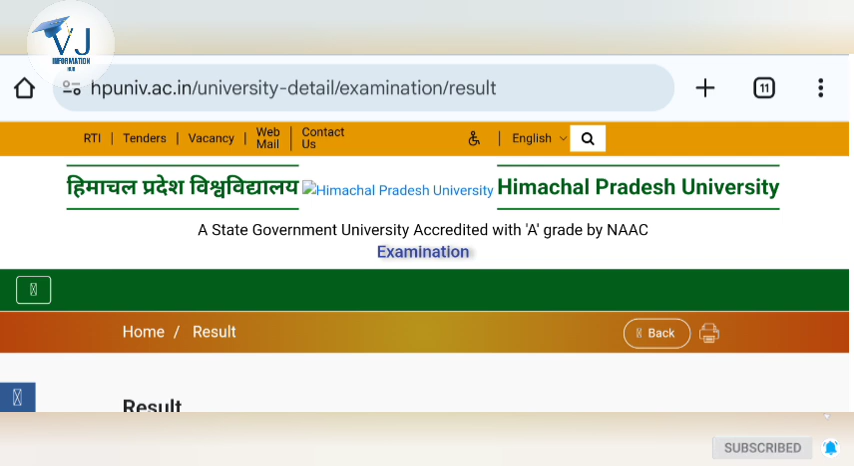 VJ
INFORMATION
HUB
hpuniv.ac.in/university-detail/examination/result
11
RTI | Tenders | Vacancy | Web Mail | Contact Us | English
हिमाचल प्रदेश विश्वविद्यालय Himachal Pradesh University Himachal Pradesh University
A State Government University Accredited with 'A' grade by NAAC
Examination
Home / Result Back
Result
SUBSCRIBED